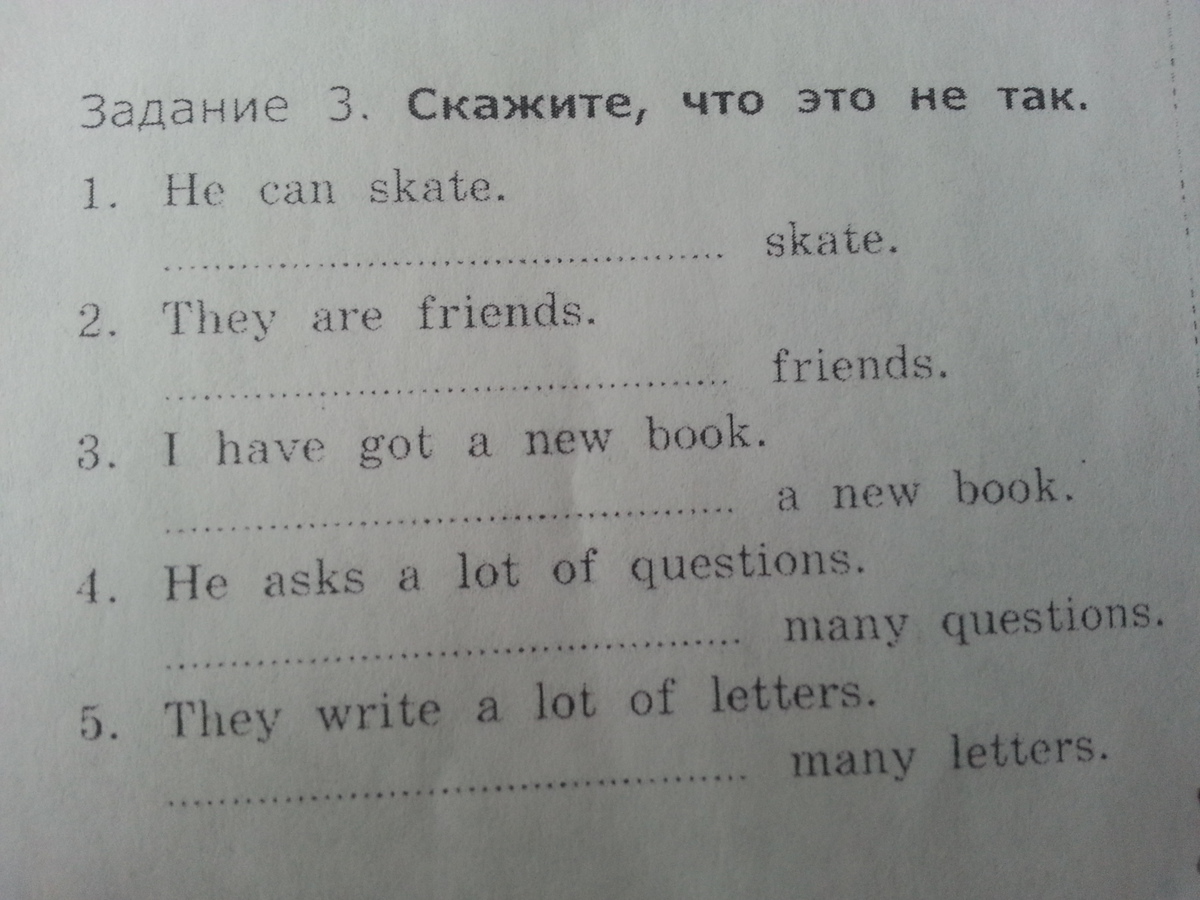 Задание 3. Скажите, что это не так.
1. He can skate.
.................................................... skate.
2. They are friends.
.................................................... friends.
3. I have got a new book.
.................................................... a new book.
4. He asks a lot of questions.
.................................................... many questions.
5. They write a lot of letters.
.................................................... many letters.